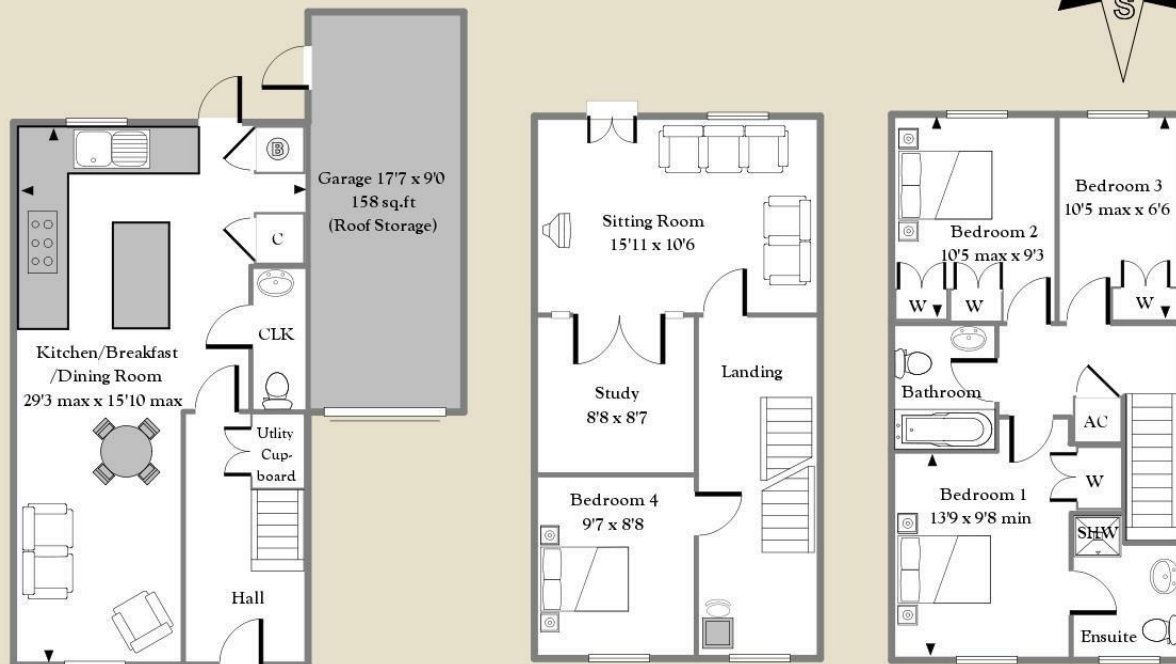 S
B
Garage 17'7 x 9'0
158 sq.ft
(Roof Storage)
C
CLK
Kitchen/Breakfast
/Dining Room
29'3 max x 15'10 max
Utlity
Cup-
board
Hall
Sitting Room
15'11 x 10'6
Study
8'8 x 8'7
Landing
Bedroom 4
9'7 x 8'8
Bedroom 3
10'5 max x 6'6
Bedroom 2
10'5 max x 9'3
W
W
W
Bathroom
AC
W
Bedroom 1
13'9 x 9'8 min
SHW
Ensuite